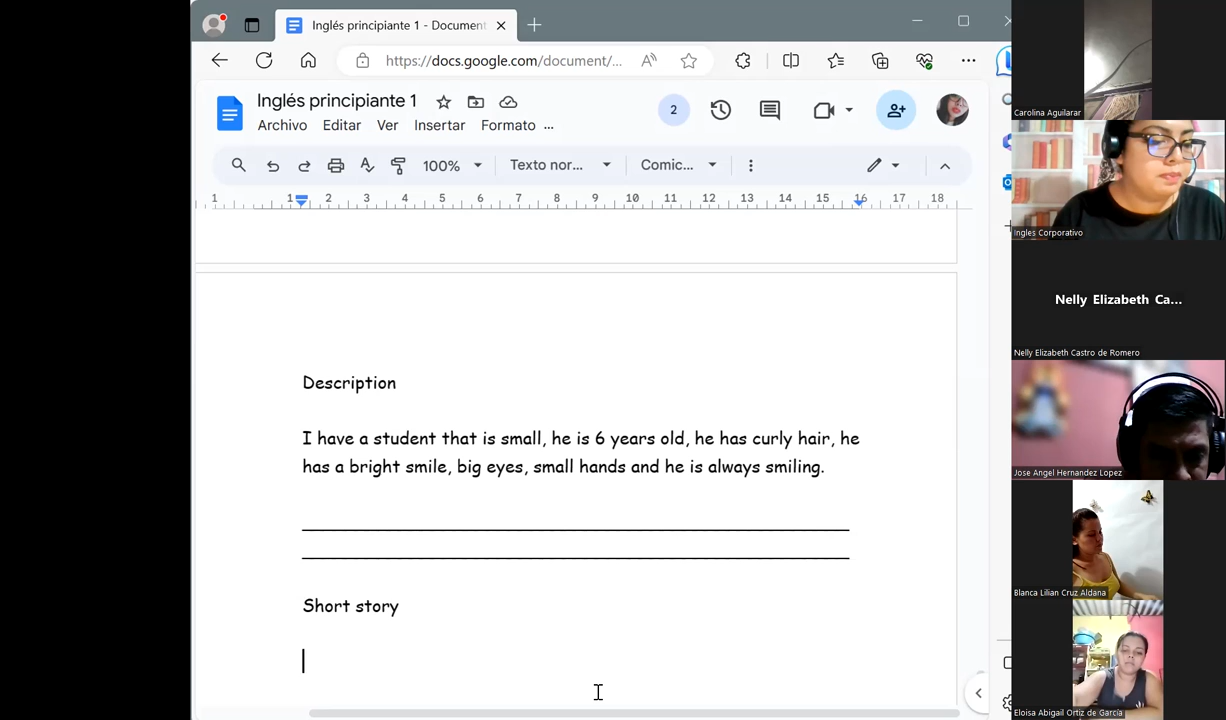 Inglés principiante 1 - Document
https://docs.google.com/document/...
Inglés principiante 1
2
Archivo Editar Ver Insertar Formato ...
100% Texto nor... Comic...
1 1 2 3 4 5 6 7 8 9 10 11 12 13 14 15 16 17 18
Description
I have a student that is small, he is 6 years old, he has curly hair, he
has a bright smile, big eyes, small hands and he is always smiling.
Short story
Carolina Aguilarar
Ingles Corporativo
Nelly Elizabeth Ca...
Nelly Elizabeth Castro de Romero
Jose Angel Hernandez Lopez
Blanca Lilian Cruz Aldana
Eloisa Abigail Ortiz de García